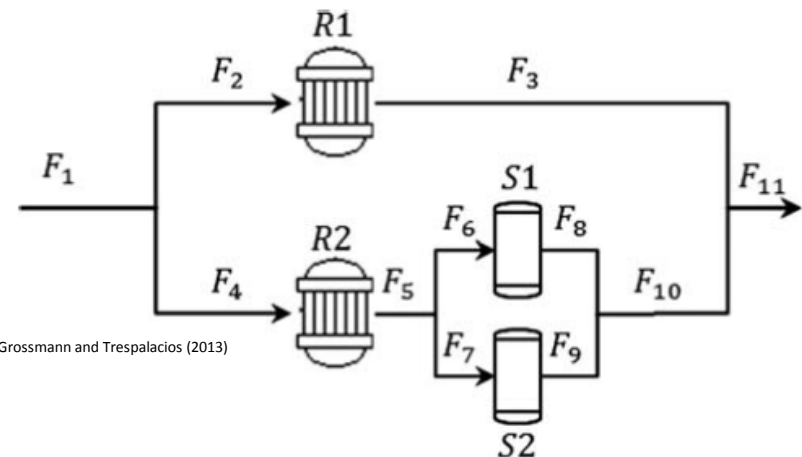 R1
F₂
F₃
F₁
F₁₁
S1
F₆
F₈
R2
F₄
F₅
F₁₀
Grossmann and Trespalacios (2013)
F₇
F₉
S2